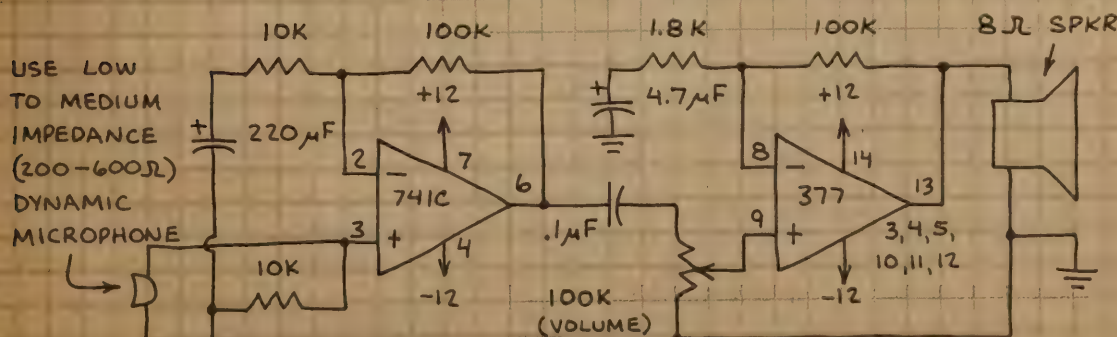 10K
100K
1.8K
100K
8Ω SPKR
USE LOW
TO MEDIUM
IMPEDANCE
(200-600Ω)
DYNAMIC
MICROPHONE
+
220µF
+12
+
4.7µF
+12
2
-
7
741C
6
3
+
4
-12
10K
.1µF
8
-
14
377
13
9
+
3, 4, 5,
10, 11, 12
-12
100K
(VOLUME)